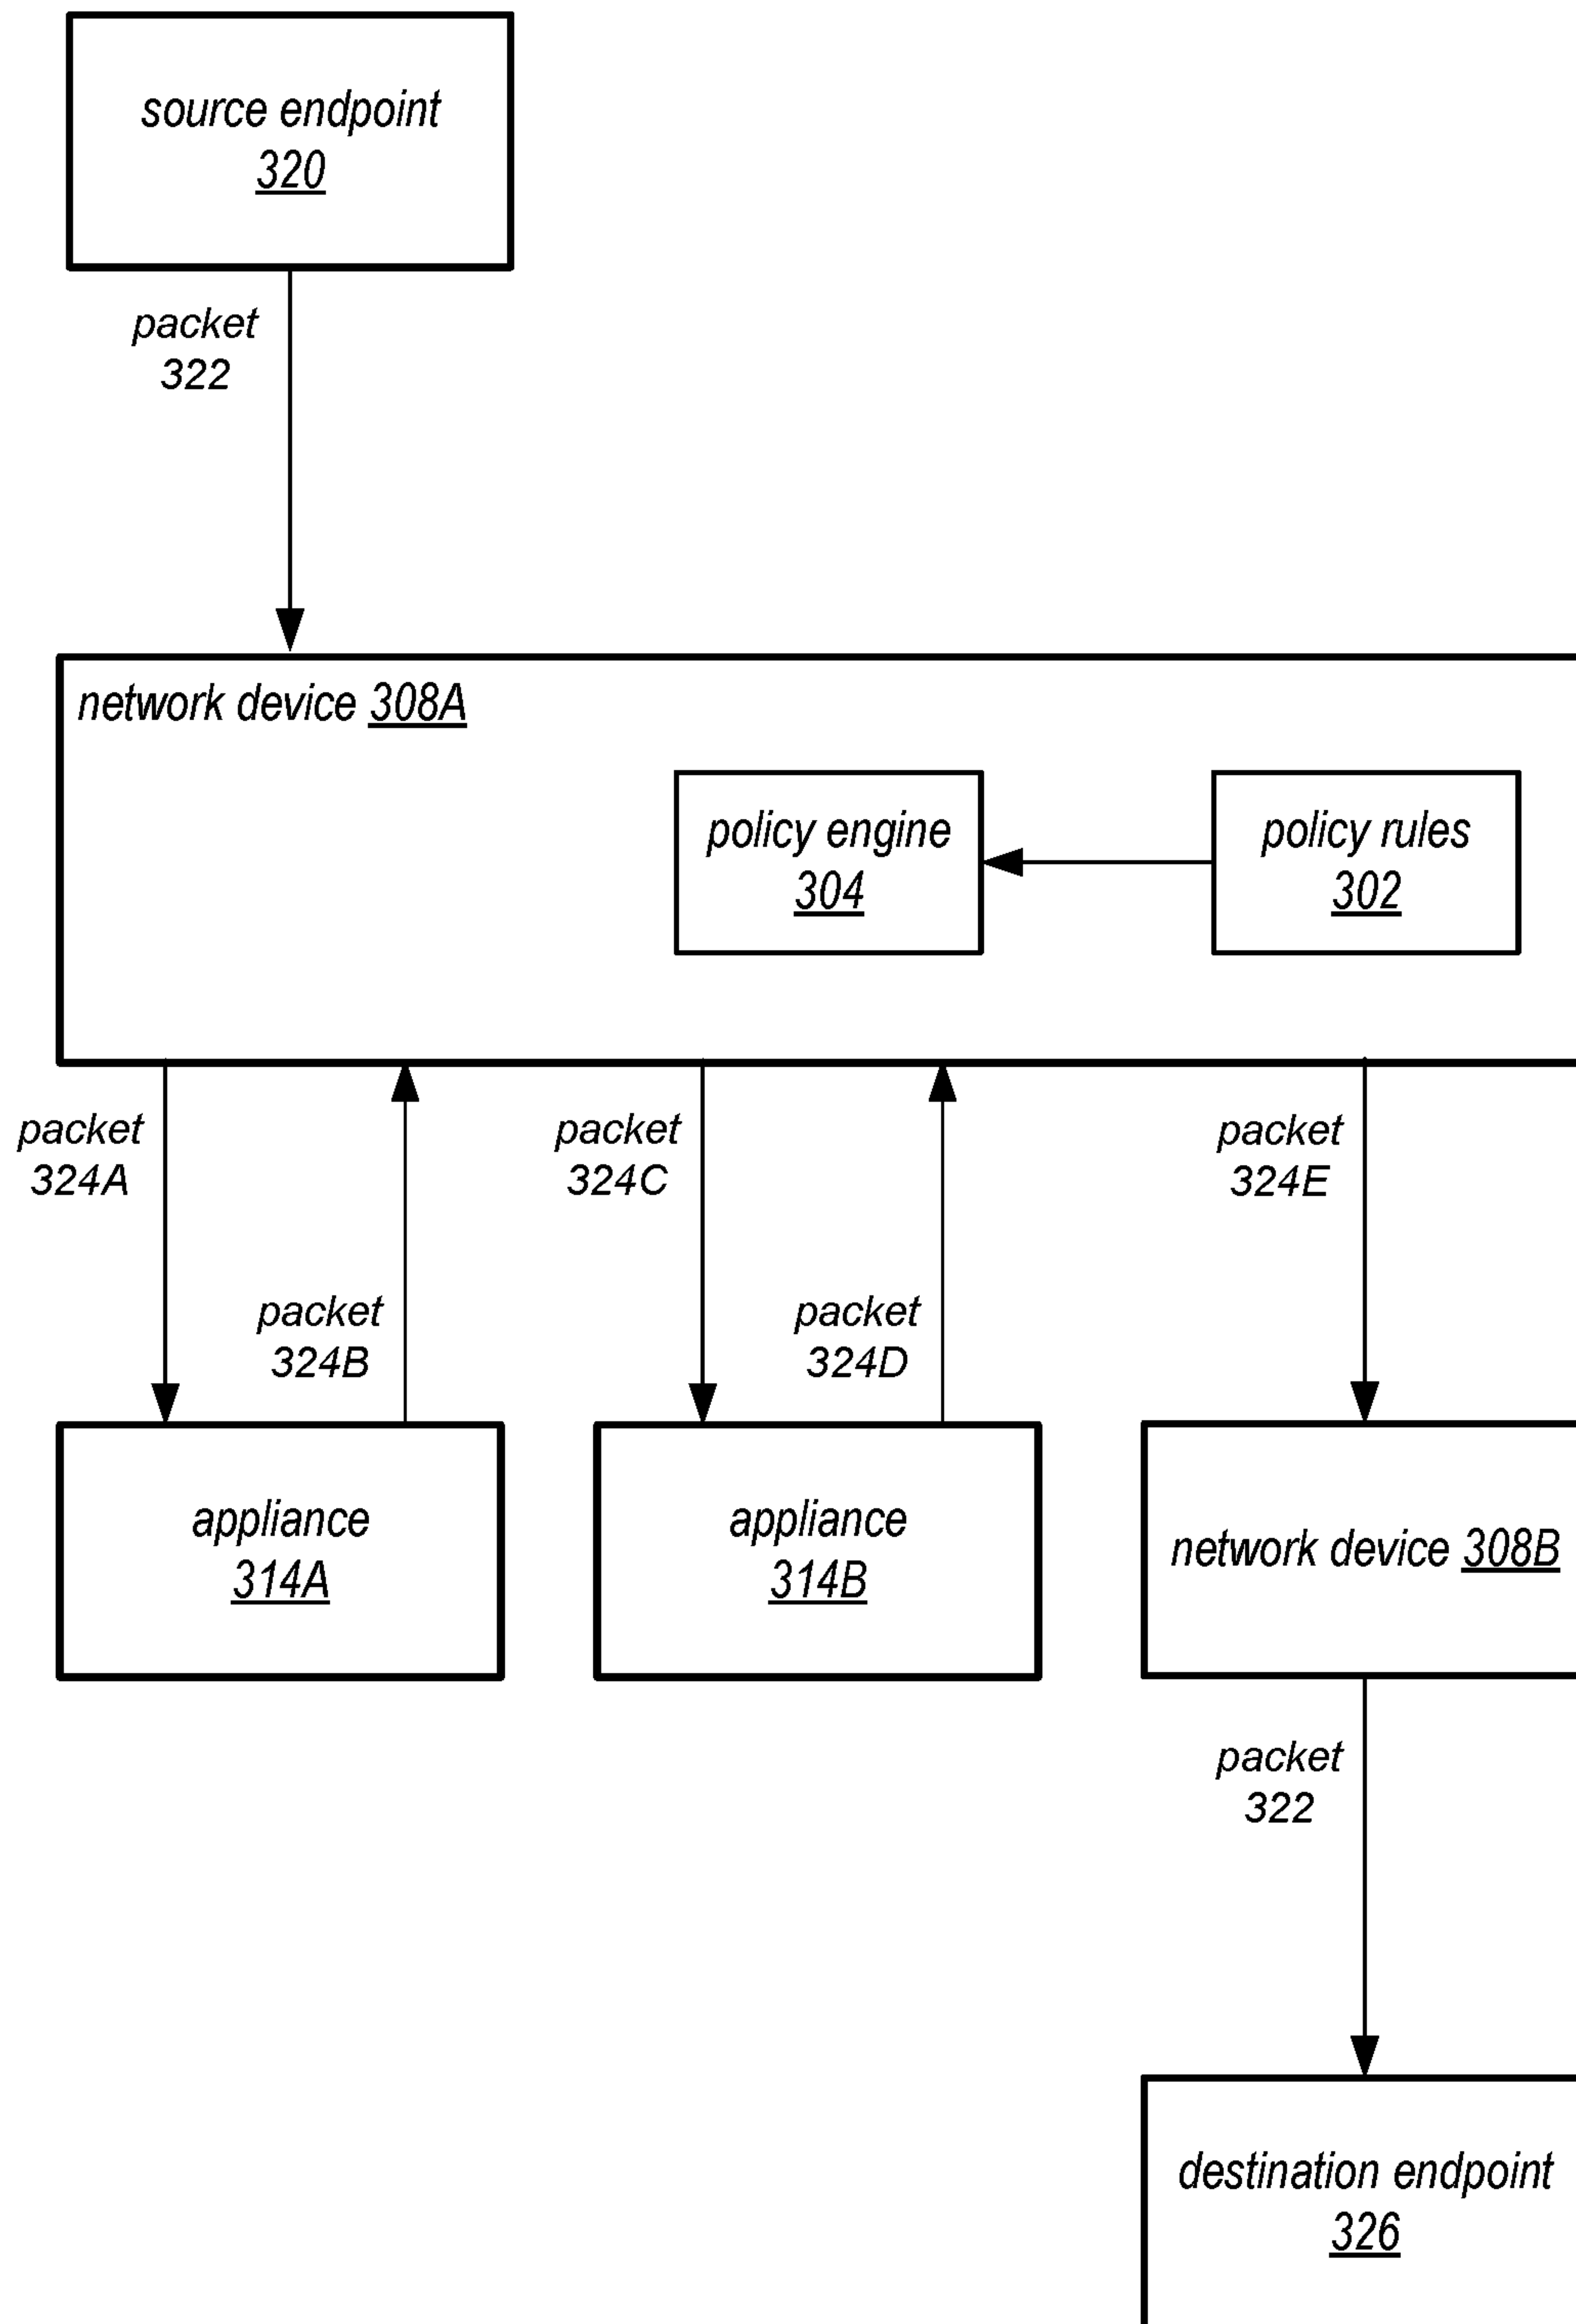 source endpoint
320
packet
322
network device 308A
policy engine
304
policy rules
302
packet
324A
packet
324B
packet
324C
packet
324D
packet
324E
appliance
314A
appliance
314B
network device 308B
packet
322
destination endpoint
326